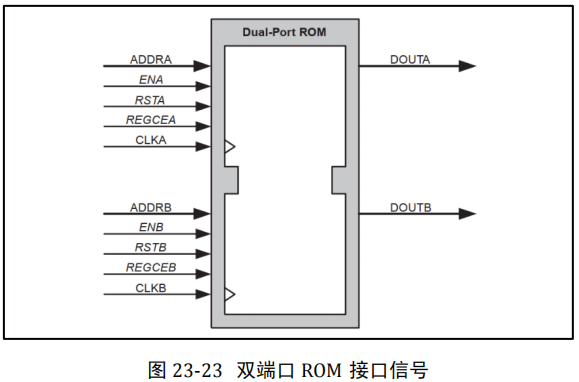 Dual-Port ROM
ADDRA
DOUTA
ENA
RSTA
REGCEA
CLKA
ADDRB
DOUTB
ENB
RSTB
REGCEB
CLKB
图 23-23 双端口 ROM 接口信号